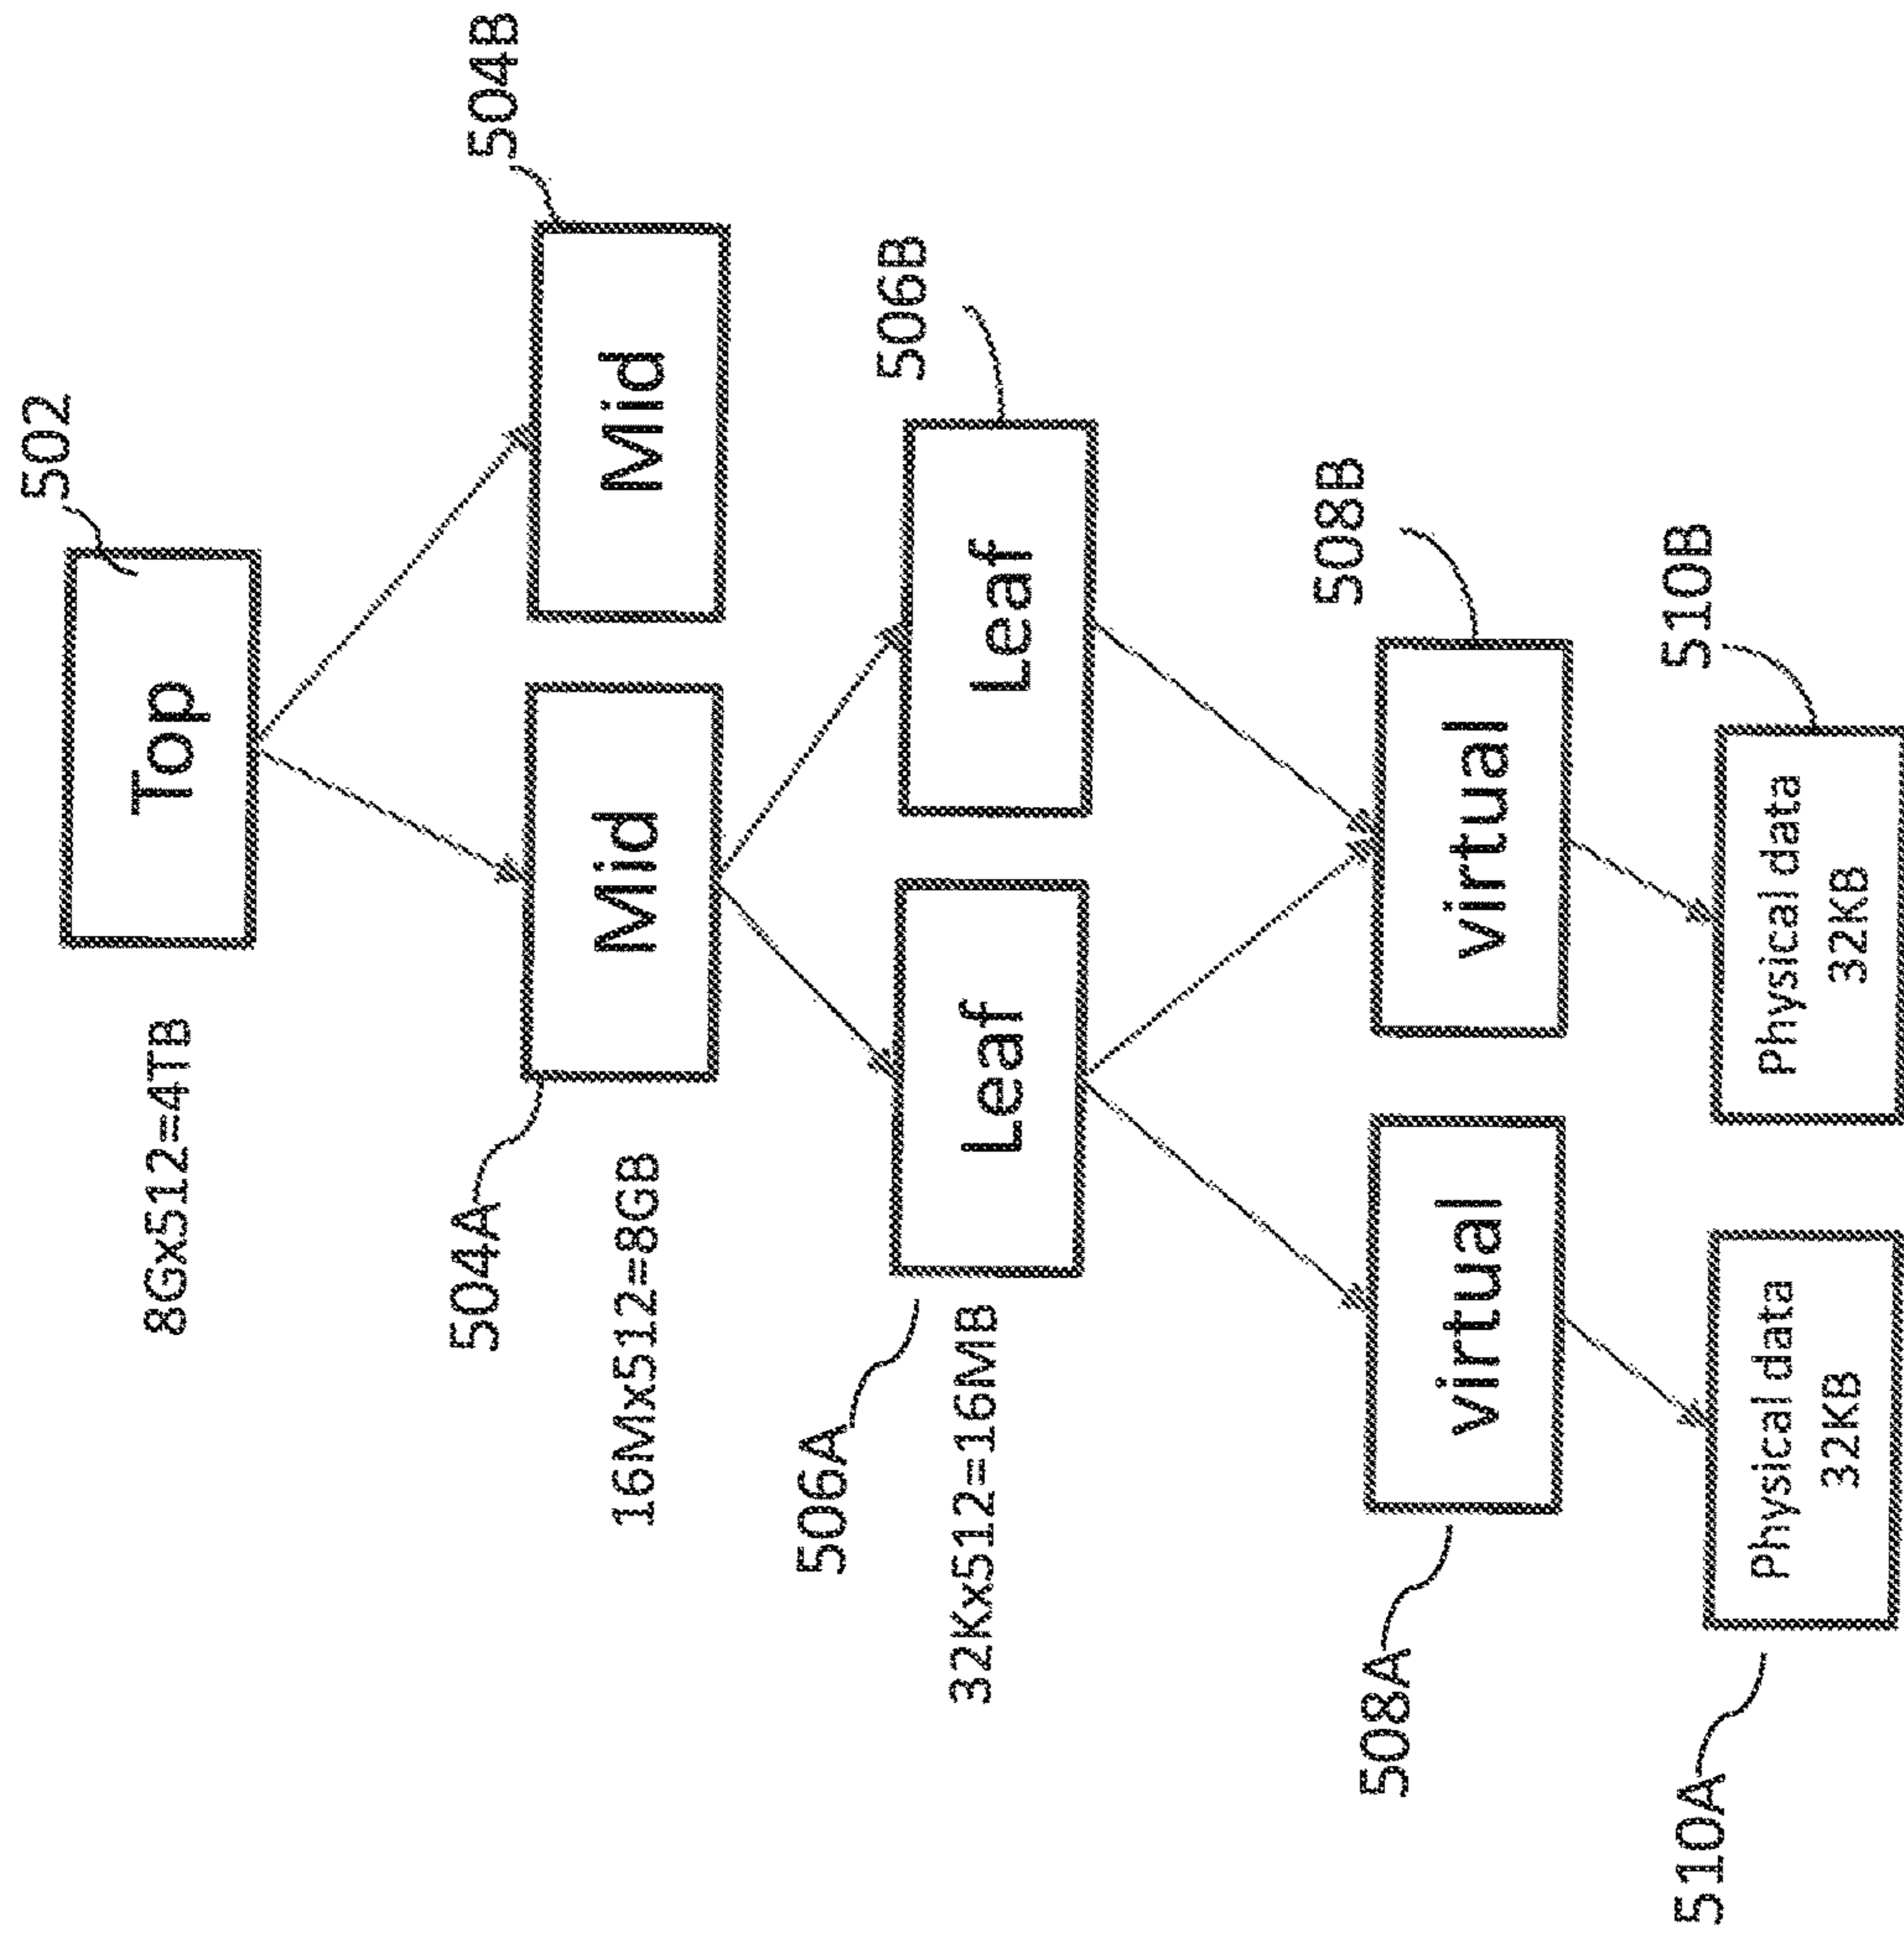 502
Top
8Gx512=4TB
504B
Mid
Mid
504A
16Mx512=8GB
506B
Leaf
Leaf
506A
32Kx512=16MB
508B
virtual
virtual
508A
510B
Physical data
32KB
Physical data
32KB
510A